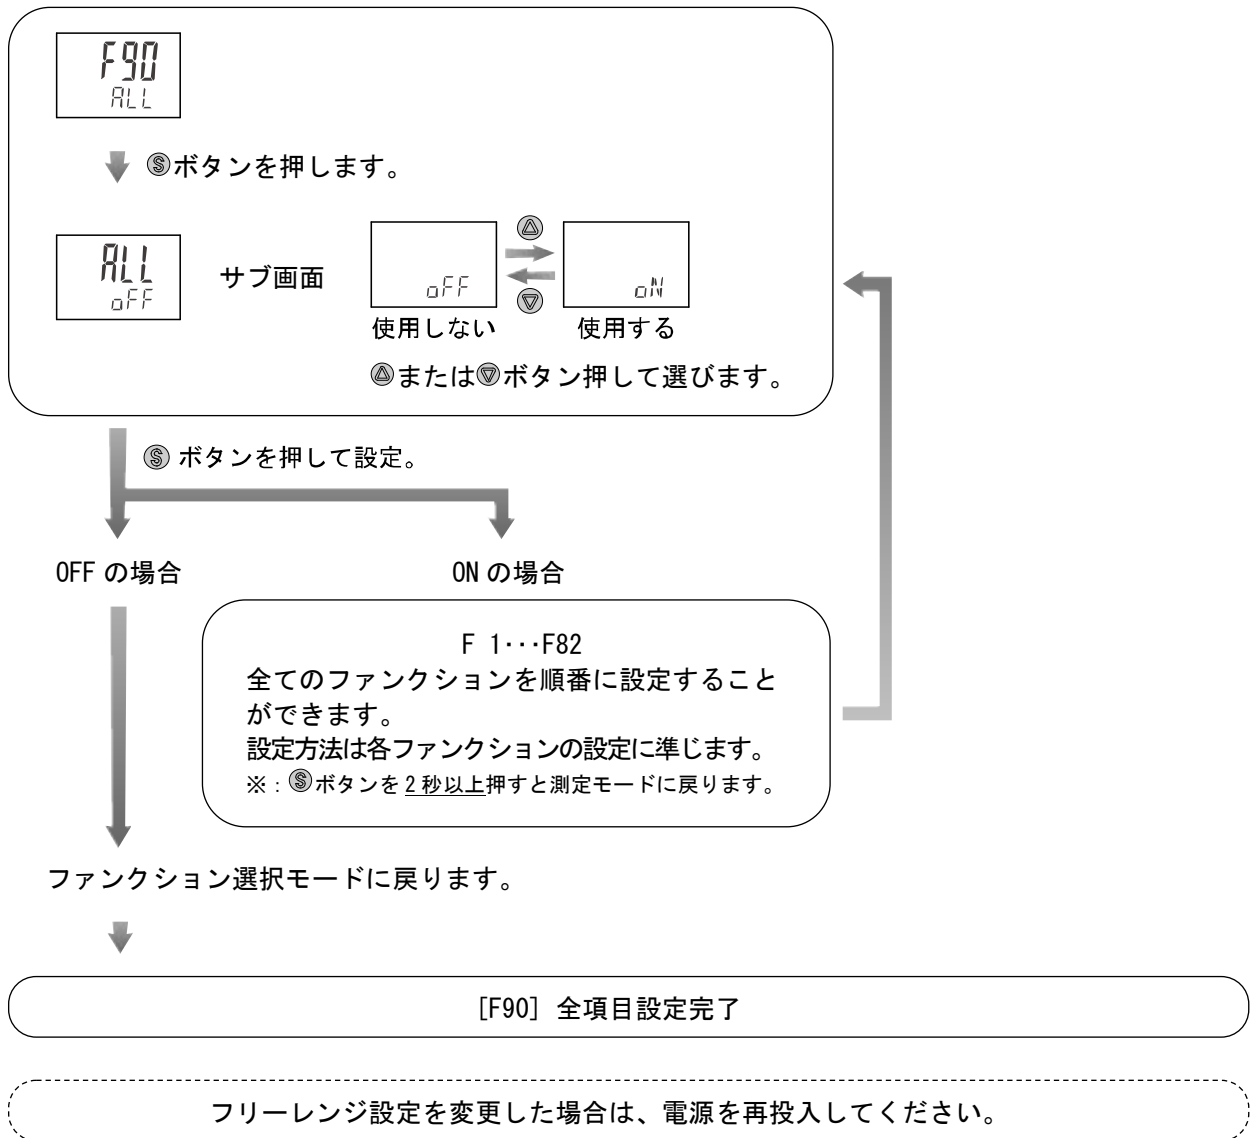 F90
ALL
Ⓢボタンを押します。
ALL
oFF
サブ画面
oFF
oN
使用しない
使用する
△または▽ボタン押して選びます。
Ⓢ ボタンを押して設定。
OFF の場合
ON の場合
F 1･･･F82
全てのファンクションを順番に設定すること
ができます。
設定方法は各ファンクションの設定に準じます。
※：Ⓢボタンを 2 秒以上押すと測定モードに戻ります。
ファンクション選択モードに戻ります。
[F90] 全項目設定完了
フリーレンジ設定を変更した場合は、電源を再投入してください。